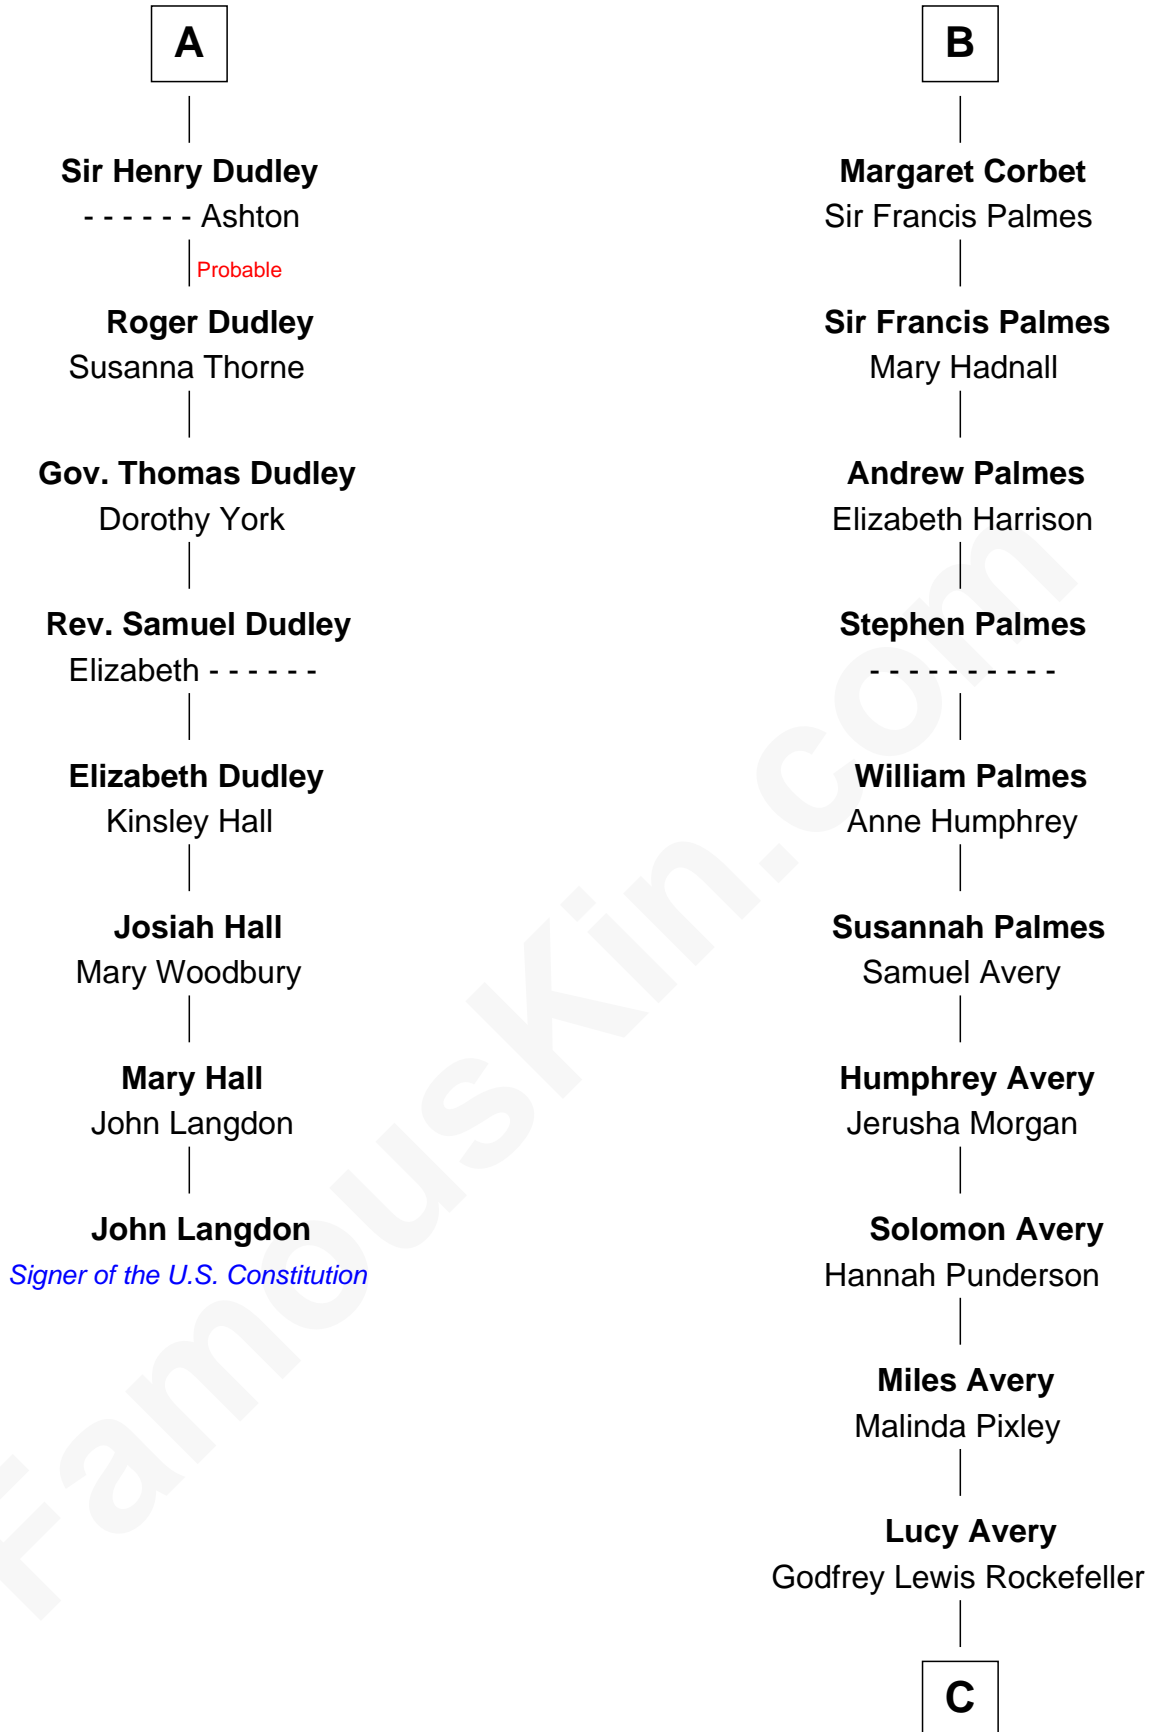 A
Sir Henry Dudley
- - - - - - Ashton
Probable
Roger Dudley
Susanna Thorne
Gov. Thomas Dudley
Dorothy York
Rev. Samuel Dudley
Elizabeth - - - - - -
Elizabeth Dudley
Kinsley Hall
Josiah Hall
Mary Woodbury
Mary Hall
John Langdon
John Langdon
Signer of the U.S. Constitution
B
Margaret Corbet
Sir Francis Palmes
Sir Francis Palmes
Mary Hadnall
Andrew Palmes
Elizabeth Harrison
Stephen Palmes
- - - - - - - - - -
William Palmes
Anne Humphrey
Susannah Palmes
Samuel Avery
Humphrey Avery
Jerusha Morgan
Solomon Avery
Hannah Punderson
Miles Avery
Malinda Pixley
Lucy Avery
Godfrey Lewis Rockefeller
C
FamousKin.com